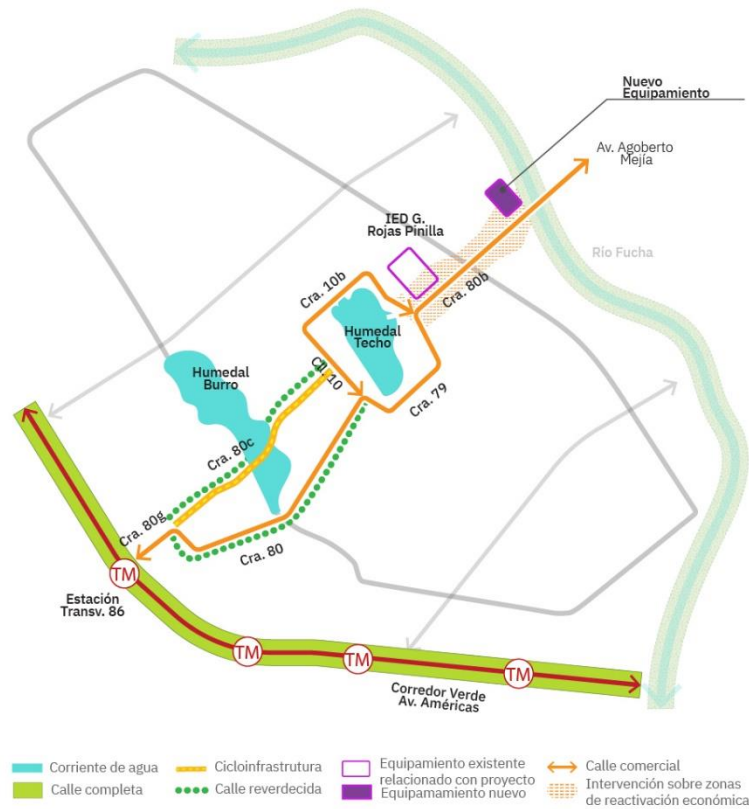 Nuevo
Equipamiento
Av. Agoberto
Mejía
IED G.
Rojas Pinilla
Río Fucha
Cra. 10b
Cra. 80b
Humedal
Techo
Humedal
Burro
Cll. 10
Cra. 79
Cra. 80c
Cra. 80g
Cra. 80
TM
Estación
Transv. 86
TM
TM
TM
Corredor Verde
Av. Américas
Corriente de agua
Cicloinfrastrutura
Equipamiento existente
relacionado con proyecto
Calle comercial
Calle completa
Calle reverdecida
Equipamamiento nuevo
Intervención sobre zonas
de reactivación económica